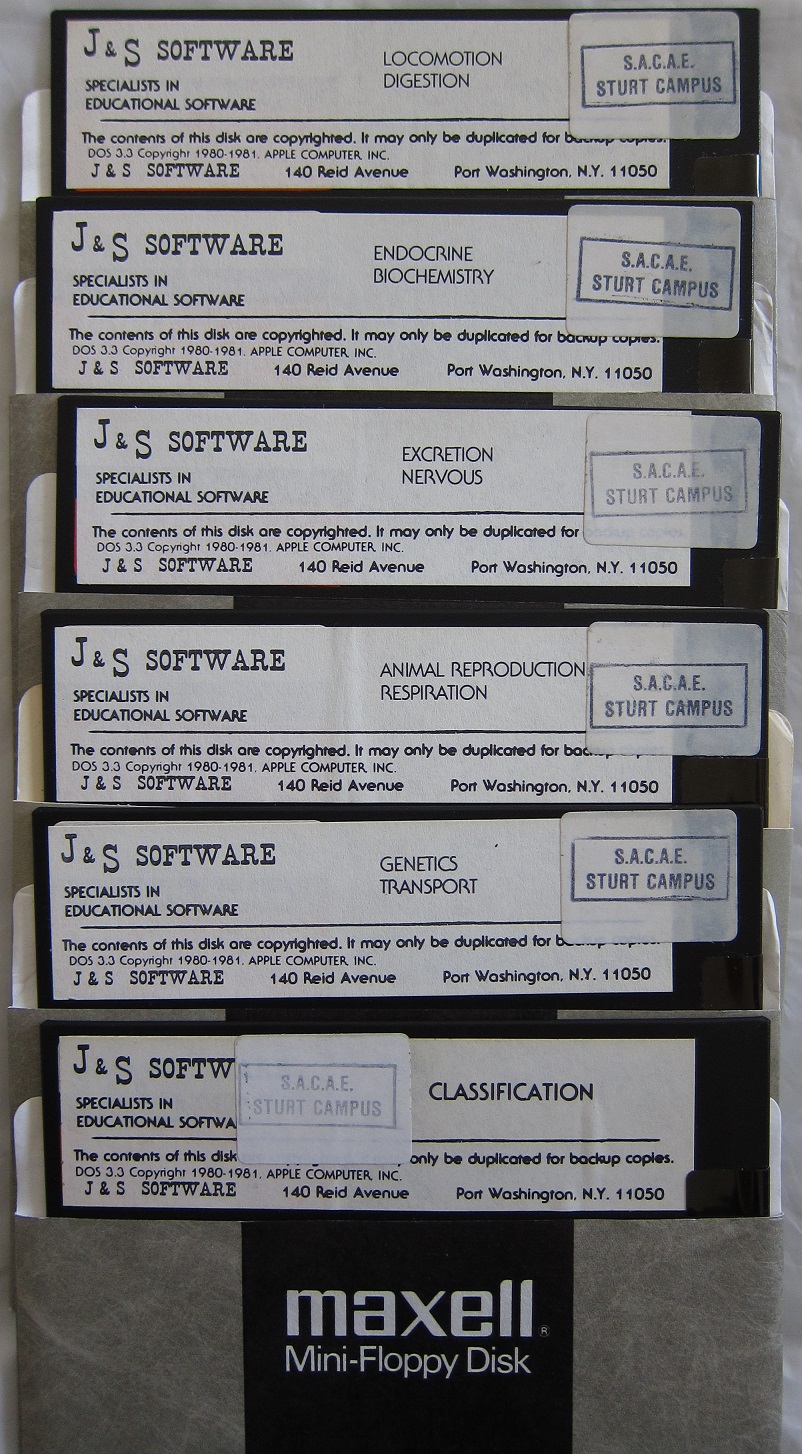 J & S SOFTWARE
SPECIALISTS IN
EDUCATIONAL SOFTWARE
LOCOMOTION
DIGESTION
S.A.C.A.E.
STURT CAMPUS
The contents of this disk are copyrighted. It may only be duplicated for backup copies.
DOS 3.3 Copyright 1980-1981. APPLE COMPUTER INC.
J & S SOFTWARE 140 Reid Avenue Port Washington, N.Y. 11050
J & S SOFTWARE
SPECIALISTS IN
EDUCATIONAL SOFTWARE
ENDOCRINE
BIOCHEMISTRY
S.A.C.A.E.
STURT CAMPUS
The contents of this disk are copyrighted. It may only be duplicated for backup copies.
DOS 3.3 Copyright 1980-1981. APPLE COMPUTER INC.
J & S SOFTWARE 140 Reid Avenue Port Washington, N.Y. 11050
J & S SOFTWARE
SPECIALISTS IN
EDUCATIONAL SOFTWARE
EXCRETION
NERVOUS
S.A.C.A.E.
STURT CAMPUS
The contents of this disk are copyrighted. It may only be duplicated for backup copies.
DOS 3.3 Copyright 1980-1981. APPLE COMPUTER INC.
J & S SOFTWARE 140 Reid Avenue Port Washington, N.Y. 11050
J & S SOFTWARE
SPECIALISTS IN
EDUCATIONAL SOFTWARE
ANIMAL REPRODUCTION
RESPIRATION
S.A.C.A.E.
STURT CAMPUS
The contents of this disk are copyrighted. It may only be duplicated for
DOS 3.3 Copyright 1980-1981. APPLE COMPUTER INC.
J & S SOFTWARE 140 Reid Avenue Port Washington, N.Y. 11050
J & S SOFTWARE
SPECIALISTS IN
EDUCATIONAL SOFTWARE
GENETICS
TRANSPORT
S.A.C.A.E.
STURT CAMPUS
The contents of this disk are copyrighted. It may only be duplicated for copies.
DOS 3.3 Copyright 1980-1981. APPLE COMPUTER INC.
J & S SOFTWARE 140 Reid Avenue Port Washington, N.Y. 11050
J & S SOFTW
SPECIALISTS IN
EDUCATIONAL SOFTWA
S.A.C.A.E.
STURT CAMPUS
CLASSIFICATION
The contents of this disk only be duplicated for backup copies.
DOS 3.3 Copyright 1980-1981. APPLE COMPUTER INC.
J & S SOFTWARE 140 Reid Avenue Port Washington, N.Y. 11050
maxell®
Mini-Floppy Disk